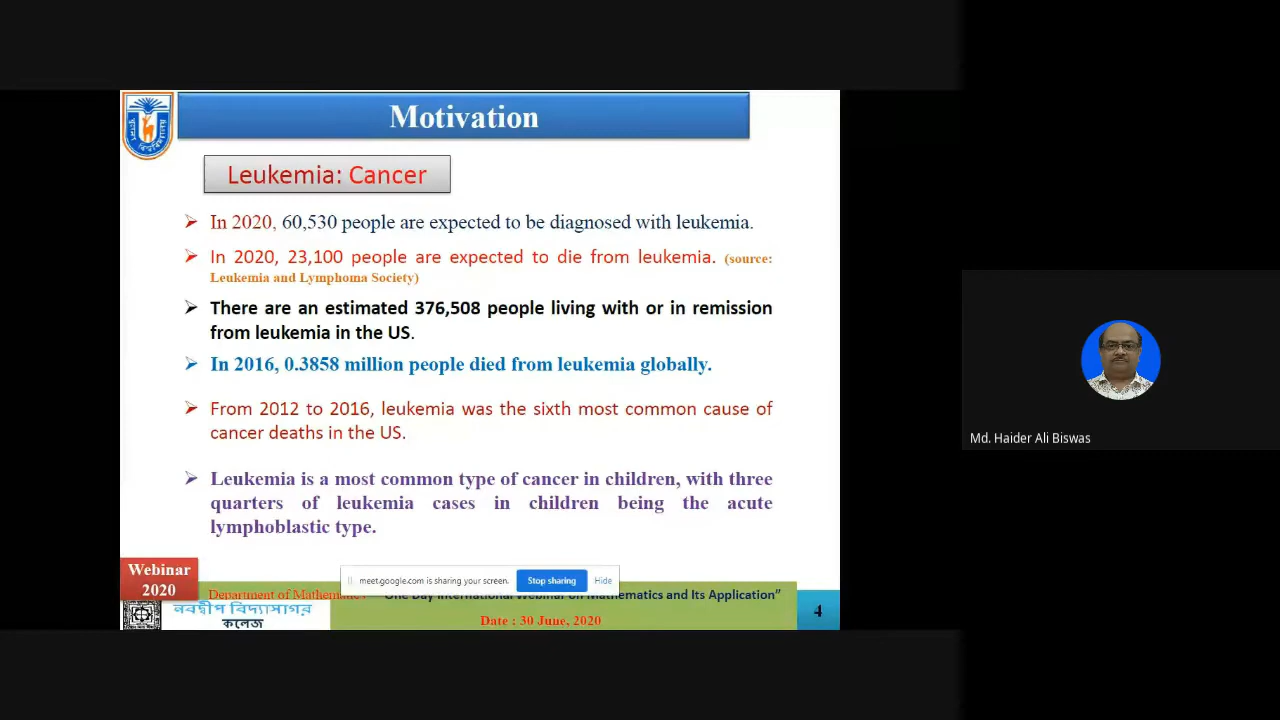 Motivation
Leukemia: Cancer
➢ In 2020, 60,530 people are expected to be diagnosed with leukemia.
➢ In 2020, 23,100 people are expected to die from leukemia. (source:
Leukemia and Lymphoma Society)
➢ There are an estimated 376,508 people living with or in remission
from leukemia in the US.
➢ In 2016, 0.3858 million people died from leukemia globally.
➢ From 2012 to 2016, leukemia was the sixth most common cause of
cancer deaths in the US.
➢ Leukemia is a most common type of cancer in children, with three
quarters of leukemia cases in children being the acute
lymphoblastic type.
Webinar
2020
meet.google.com is sharing your screen. Stop sharing Hide
Department of Mathematics One Day International Webinar on Mathematics and Its Application”
নবদ্বীপ বিদ্যাসাগর
কলেজ
Date : 30 June, 2020
4
Md. Haider Ali Biswas